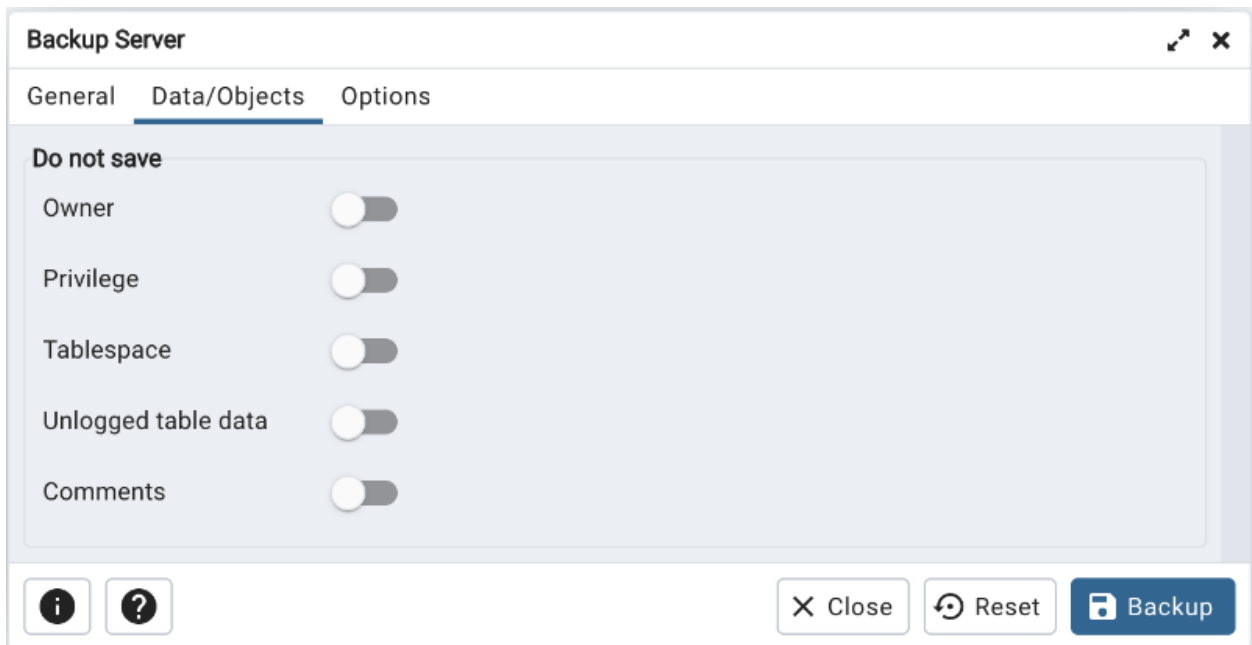 Backup Server
General Data/Objects Options
Do not save
Owner
Privilege
Tablespace
Unlogged table data
Comments
Close Reset Backup